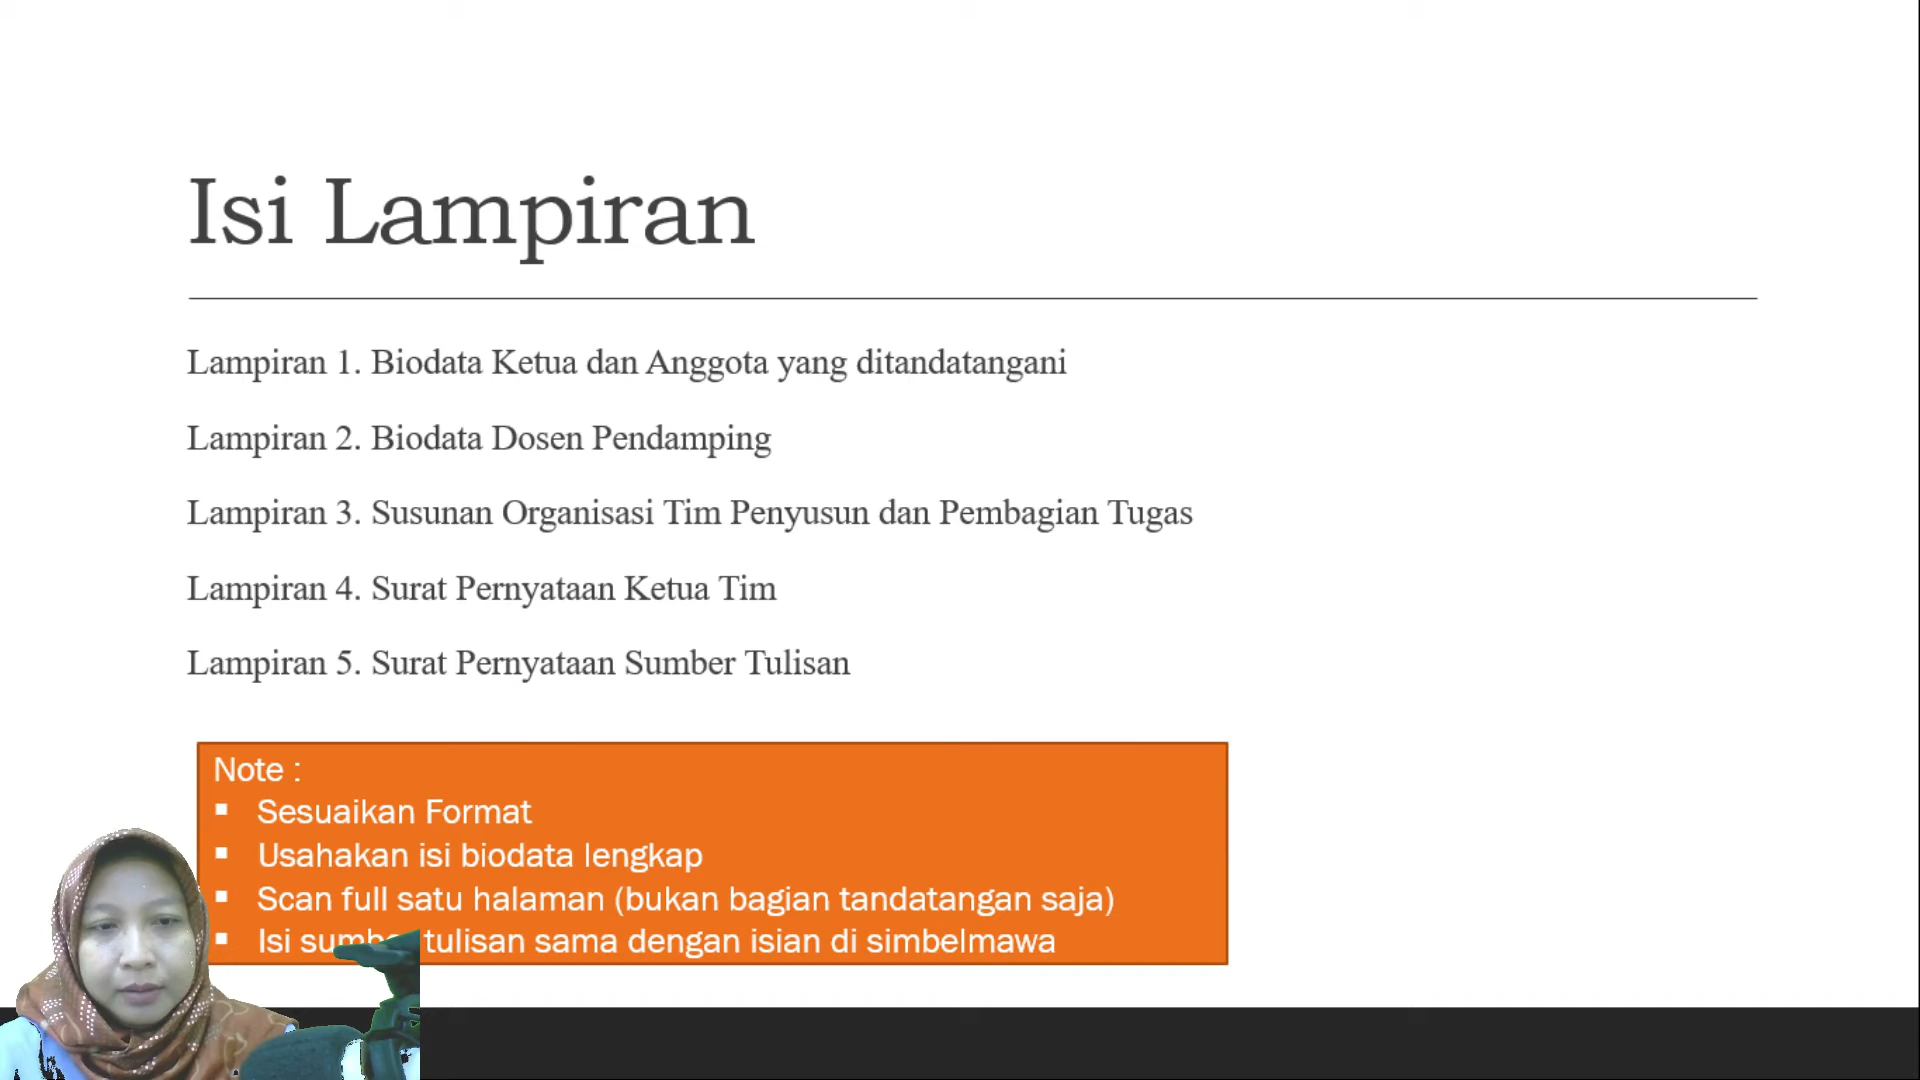 Isi Lampiran
Lampiran 1. Biodata Ketua dan Anggota yang ditandatangani
Lampiran 2. Biodata Dosen Pendamping
Lampiran 3. Susunan Organisasi Tim Penyusun dan Pembagian Tugas
Lampiran 4. Surat Pernyataan Ketua Tim
Lampiran 5. Surat Pernyataan Sumber Tulisan
Note :
▪ Sesuaikan Format
▪ Usahakan isi biodata lengkap
▪ Scan full satu halaman (bukan bagian tandatangan saja)
▪ Isi sumber tulisan sama dengan isian di simbelmawa